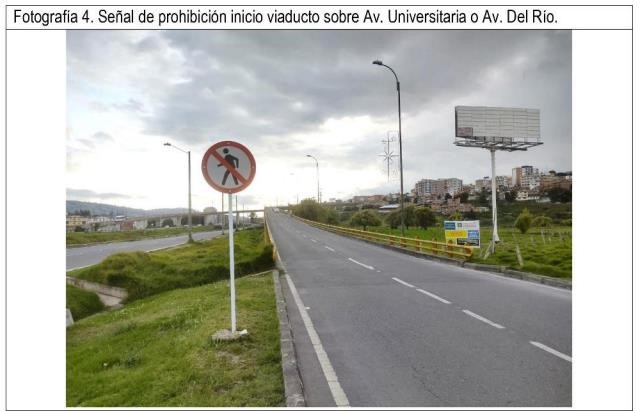 Fotografía 4. Señal de prohibición inicio viaducto sobre Av. Universitaria o Av. Del Río.